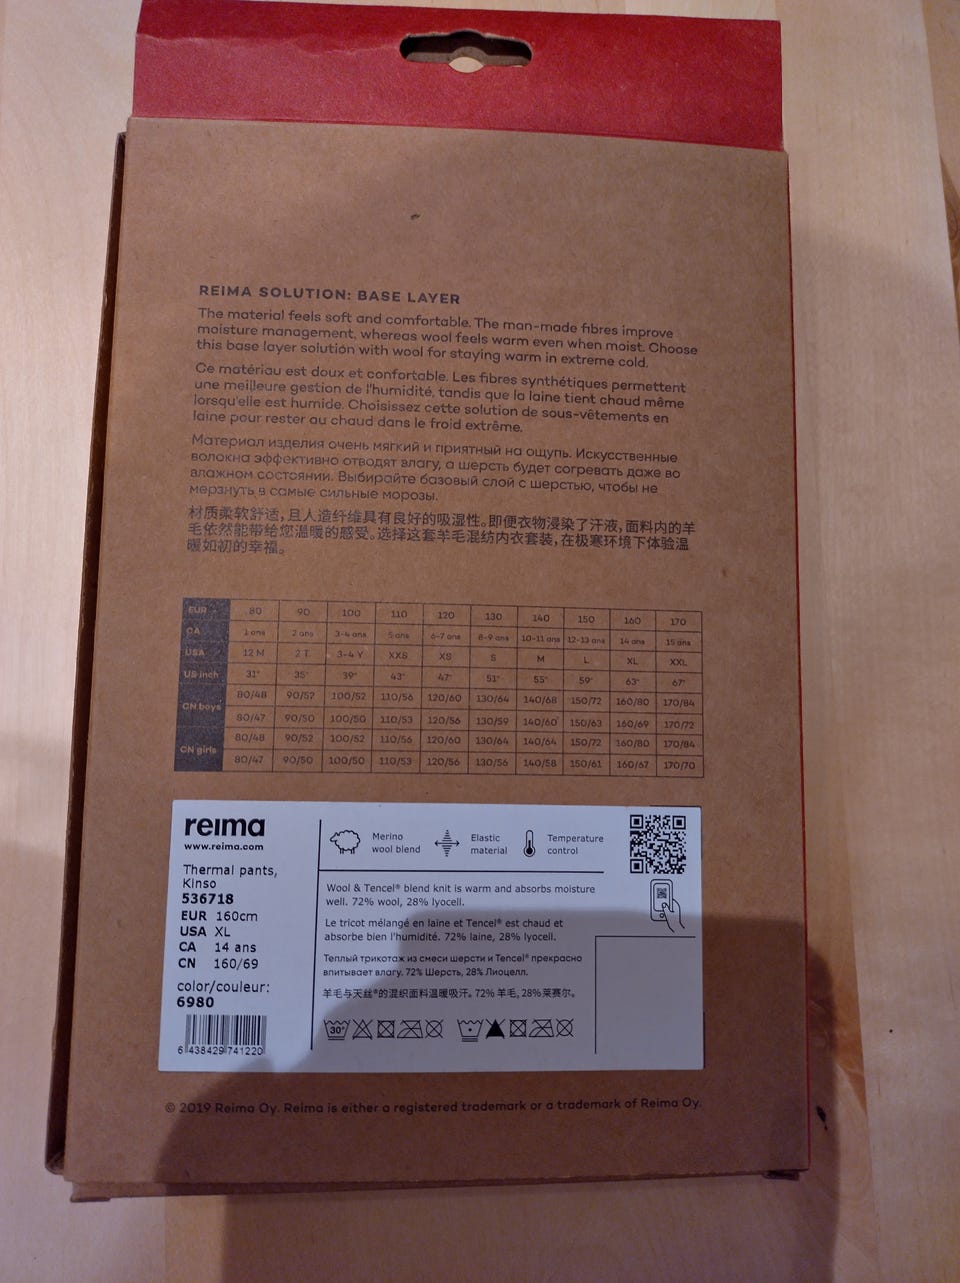 REIMA SOLUTION: BASE LAYER
The material feels soft and comfortable. The man-made fibres improve
moisture management, whereas wool feels warm even when moist. Choose
this base layer solution with wool for staying warm in extreme cold.
Ce matériau est doux et confortable. Les fibres synthétiques permettent
une meilleure gestion de l'humidité, tandis que la laine tient chaud même
lorsqu'elle est humide. Choisissez cette solution de sous-vêtements en
laine pour rester au chaud dans le froid extrême.
Материал изделия очень мягкий и приятный на ощупь. Искусственные
волокна эффективно отводят влагу, а шерсть будет согревать даже во
влажном состоянии. Выбирайте базовый слой с шерстью, чтобы не
мерзнуть в самые сильные морозы.
材质柔软舒适，且人造纤维具有良好的吸湿性。即便衣物浸染了汗液，面料内的羊
毛依然能带给您温暖的感受。选择这套羊毛混纺内衣套装，在极寒环境下体验温
暖如初的幸福。
EUR 80 90 100 110 120 130 140 150 160 170
CA 1 ans 2 ans 3-4 ans 5 ans 6-7 ans 8-9 ans 10-11 ans 12-13 ans 14 ans 15 ans
USA 12 M 2 T 3-4 Y XXS XS S M L XL XXL
US inch 31" 35" 39" 43" 47" 51" 55" 59" 63" 67"
CN boys 80/48 90/52 100/52 110/56 120/60 130/64 140/68 150/72 160/80 170/84
80/47 90/50 100/50 110/53 120/56 130/59 140/60 150/63 160/69 170/72
CN girls 80/48 90/52 100/52 110/56 120/60 130/64 140/64 150/72 160/80 170/84
80/47 90/50 100/50 110/53 120/56 130/56 140/58 150/61 160/67 170/70
reima
www.reima.com
Thermal pants,
Kinso
536718
EUR 160cm
USA XL
CA 14 ans
CN 160/69
color/couleur:
6980
6 438429 741220
Merino
wool blend
Elastic
material
Temperature
control
Wool & Tencel® blend knit is warm and absorbs moisture
well. 72% wool, 28% lyocell.
Le tricot mélangé en laine et Tencel® est chaud et
absorbe bien l'humidité. 72% laine, 28% lyocell.
Теплый трикотаж из смеси шерсти и Tencel® прекрасно
впитывает влагу. 72% Шерсть, 28% Лиоцелл.
羊毛与天丝®的混织面料温暖吸汗。72% 羊毛, 28%莱赛尔。
30°
© 2019 Reima Oy. Reima is either a registered trademark or a trademark of Reima Oy.